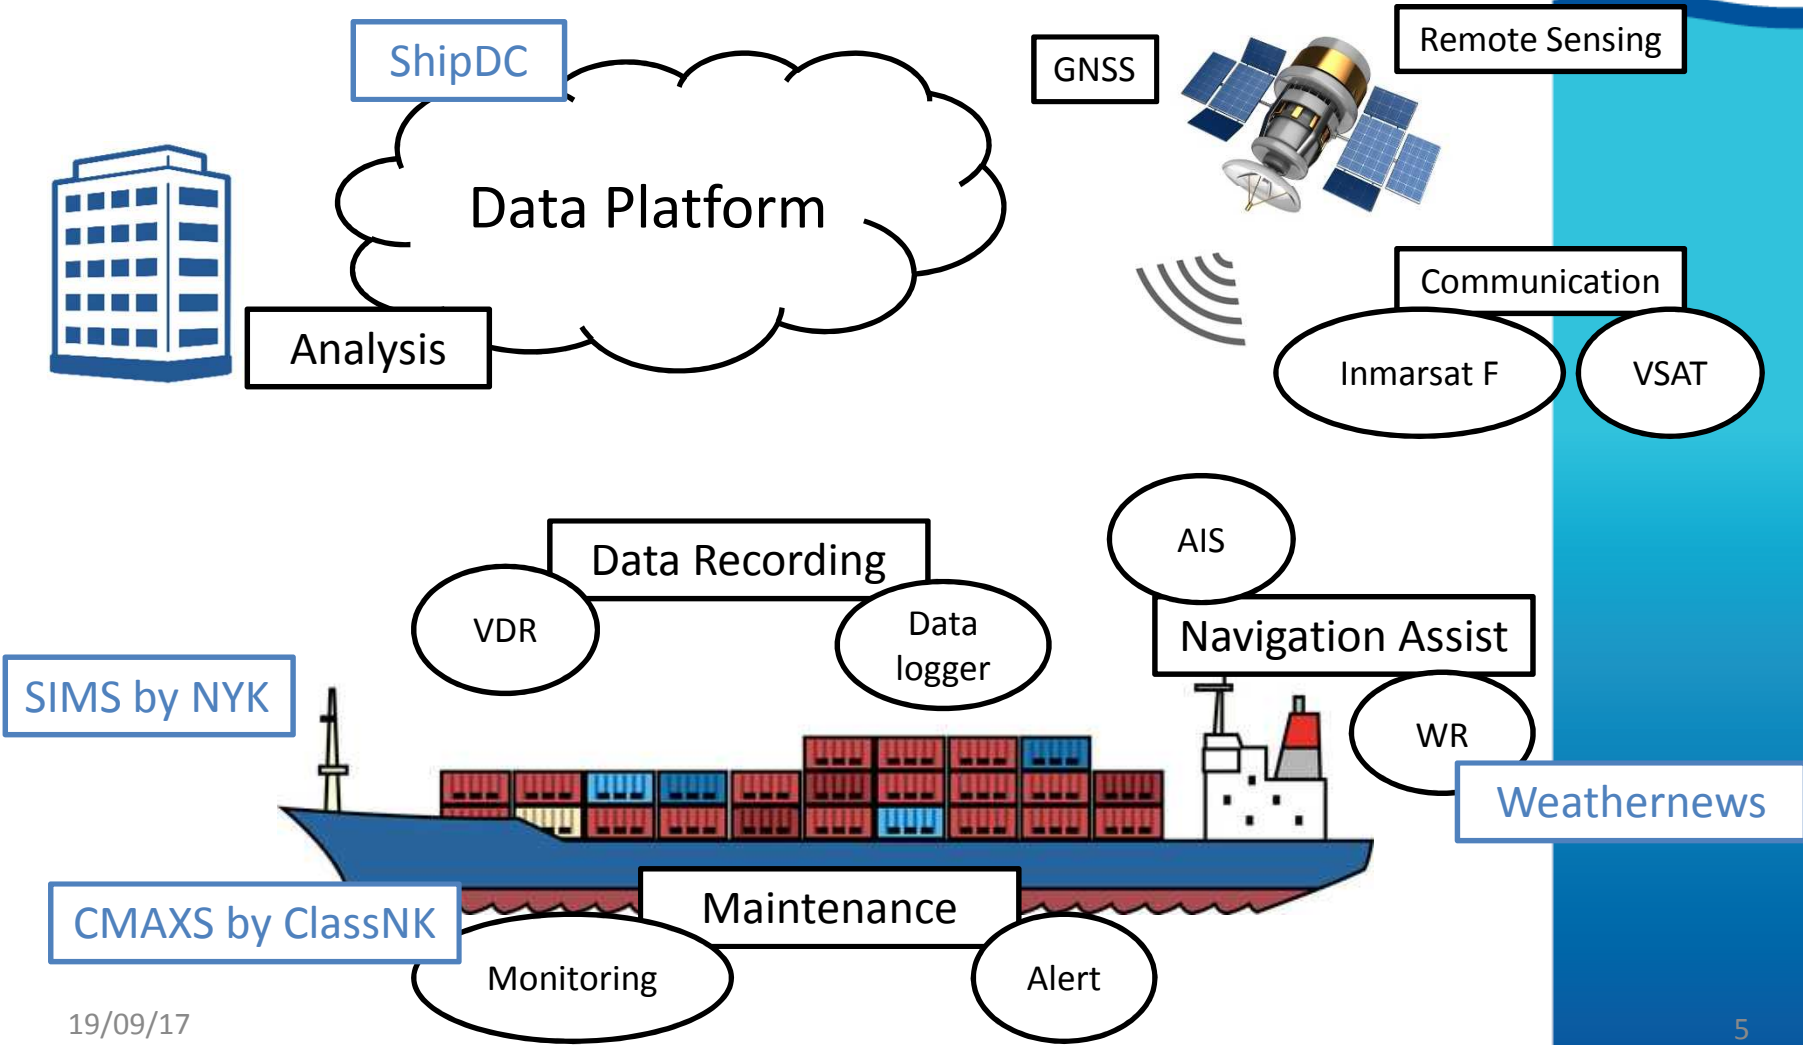 ShipDC
GNSS
Remote Sensing
Data Platform
Communication
Analysis
Inmarsat F
VSAT
AIS
Data Recording
VDR
Data
logger
Navigation Assist
SIMS by NYK
WR
Weathernews
Maintenance
CMAXS by ClassNK
Monitoring
Alert
19/09/17
5